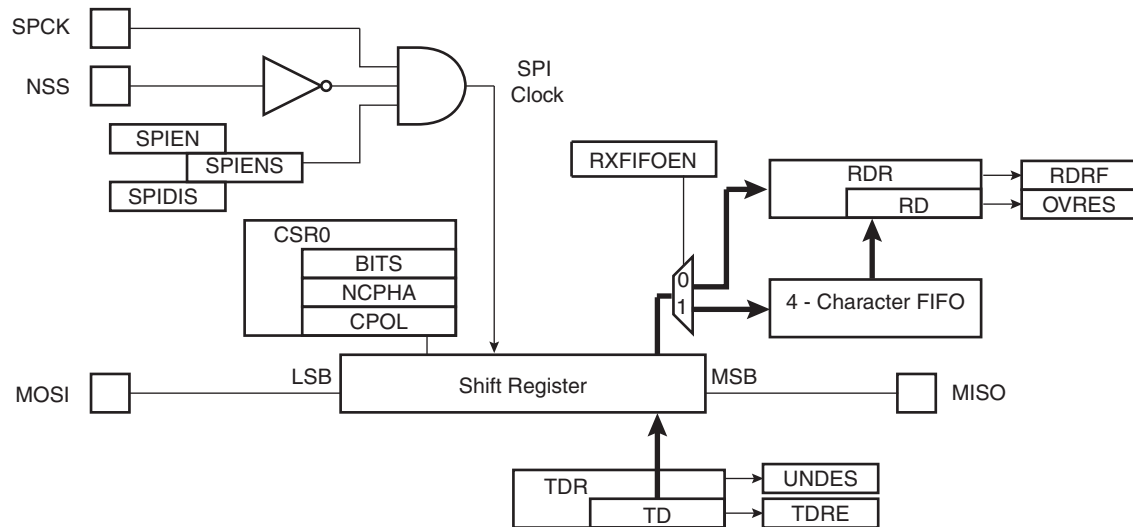 SPCK
NSS
SPI
Clock
SPIEN
SPIENS
SPIDIS
RXFIFOEN
RDR
RD
RDRF
OVRES
CSR0
BITS
NCPHA
CPOL
0
1
4 - Character FIFO
MOSI
LSB
Shift Register
MSB
MISO
TDR
TD
UNDES
TDRE